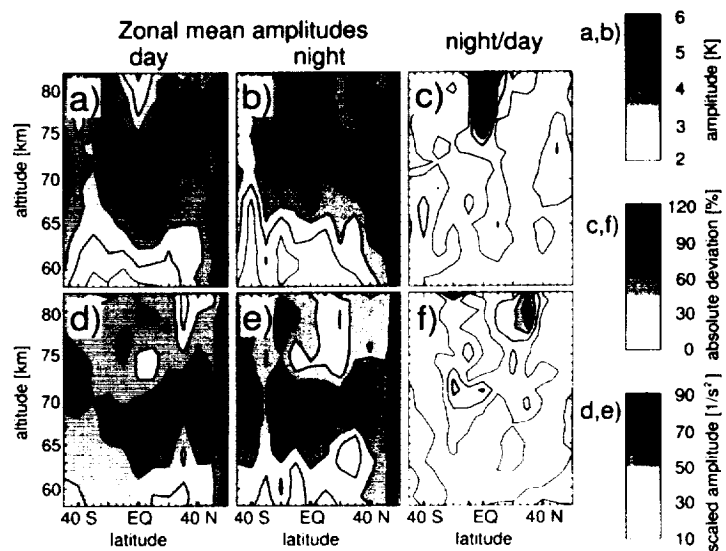 Zonal mean amplitudes
day night night/day
a) b) c)
altitude [km]
80
75
70
65
60
d) e) f)
altitude [km]
80
75
70
65
60
40 S EQ 40 N
latitude
40 S EQ 40 N
latitude
40 S EQ 40 N
latitude
a,b)
6
5
4
3
2
amplitude [K]
c,f)
120
90
60
30
0
absolute deviation [%]
d,e)
90
70
50
30
10
scaled amplitude [1/s²]